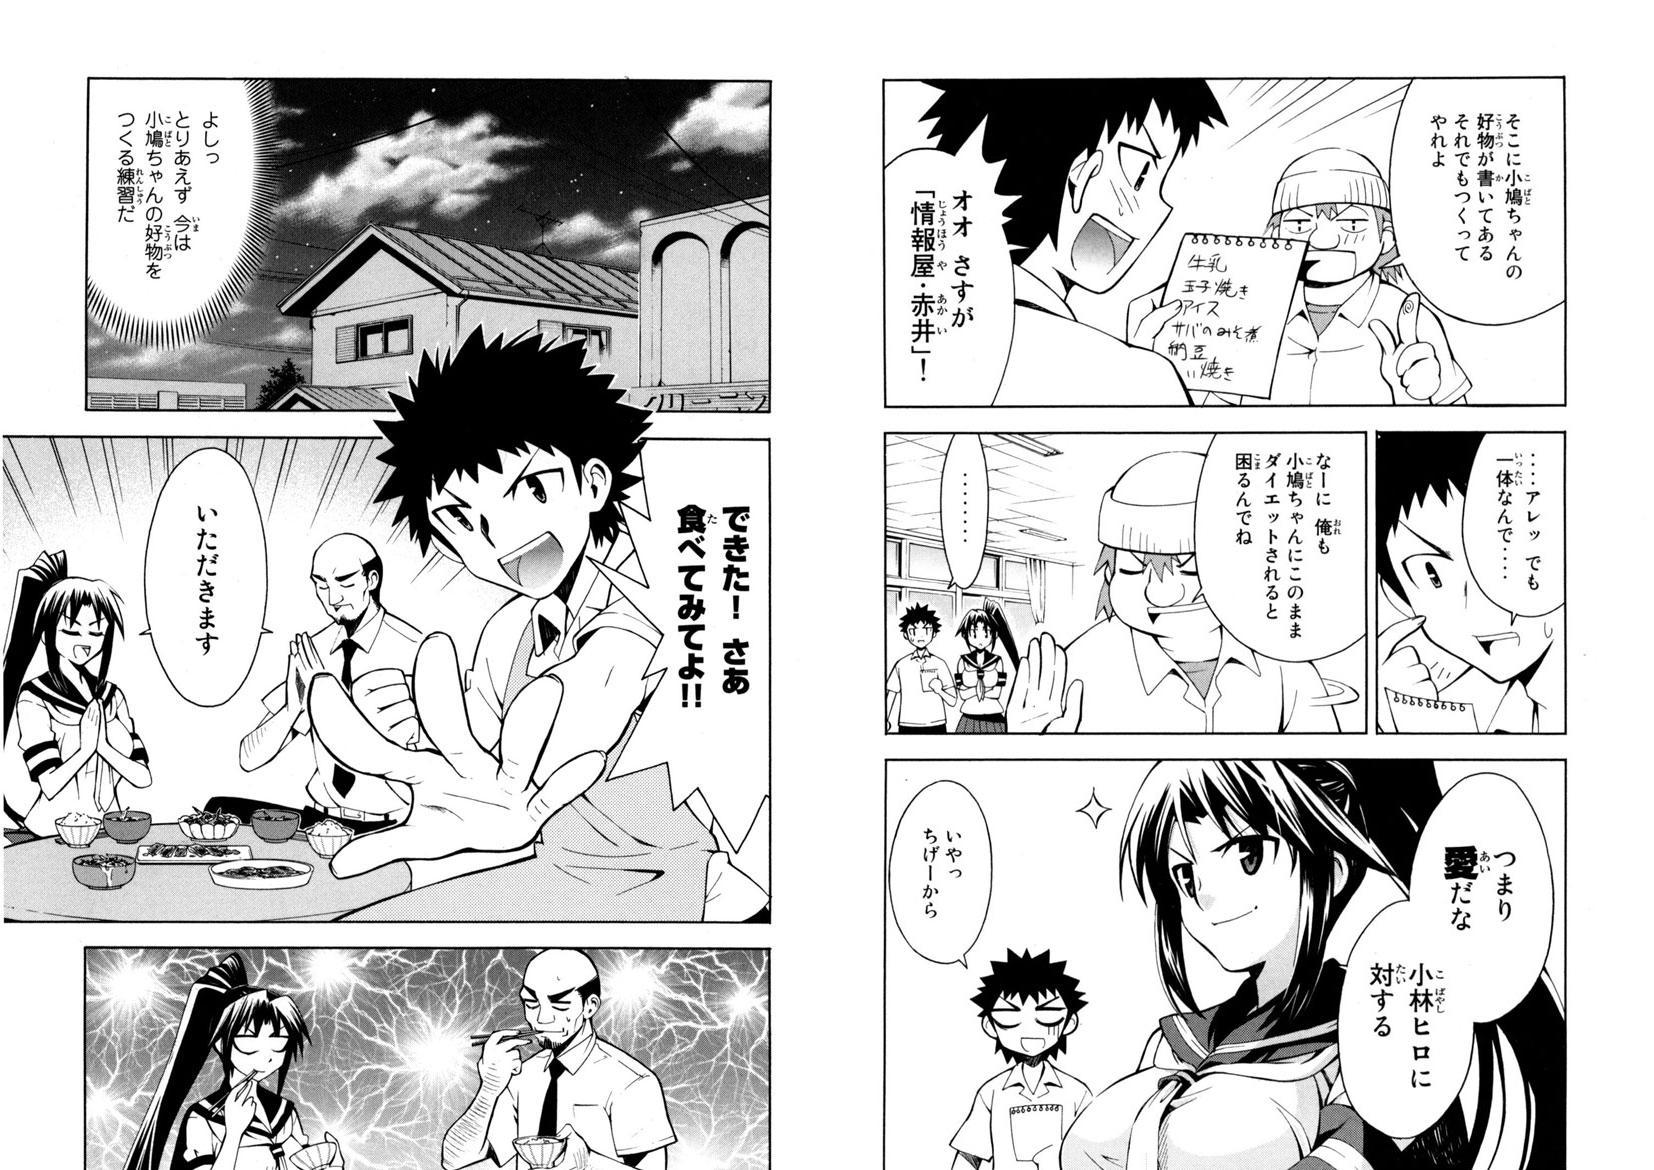 そこに小鳩ちゃんの
好物が書いてある
それでもつくって
やれよ
牛乳
玉子焼き
アイス
サバのみそ煮
納豆
〃焼き
オオ さすが
「情報屋・赤井」！
‥‥アレッ でも
一体なんで‥‥
なーに 俺も
小鳩ちゃんにこのまま
ダイエットされると
困るんでね
‥‥‥‥
つまり
愛だな
小林ヒロに
対する
いやっ
ちげーから
よしっ
とりあえず 今は
小鳩ちゃんの好物を
つくる練習だ
できた！ さあ
食べてみてよ!!
いただきます